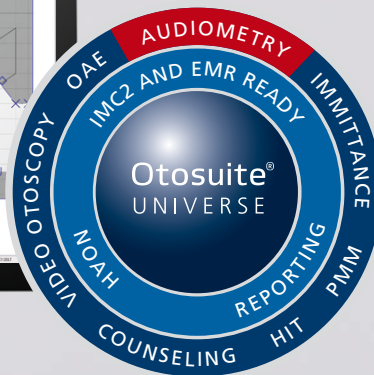 AUDIOMETRY
IMMITTANCE
PMM
HIT
COUNSELING
VIDEO OTOSCOPY
OAE
IMC2 AND EMR READY
REPORTING
NOAH
Otosuite®
UNIVERSE